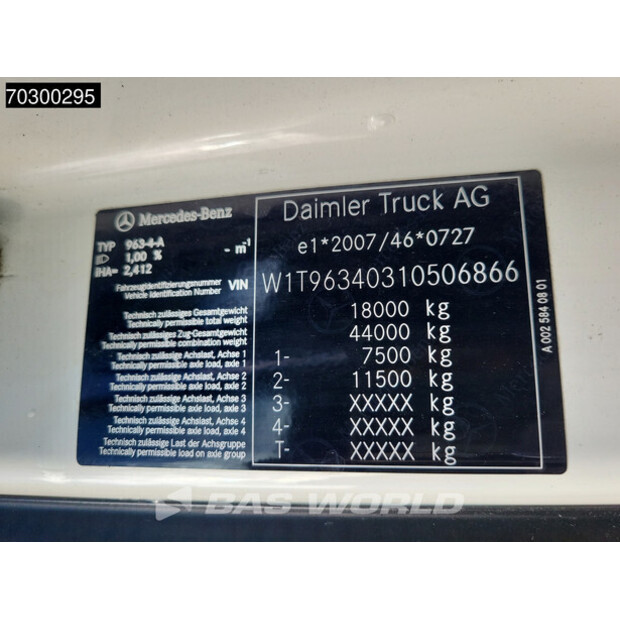 70300295
Mercedes-Benz
TYP 963-4-A - m⁻¹
1,00 %
IHA= 2,412
Fahrzeugidentifizierungsnummer
Vehicle Identification Number VIN
Technisch zulässiges Gesamtgewicht
Technically permissible total weight
Technisch zulässiges Zug-Gesamtgewicht
Technically permissible combination weight
Technisch zulässige Achslast, Achse 1
Technically permissible axle load, axle 1
Technisch zulässige Achslast, Achse 2
Technically permissible axle load, axle 2
Technisch zulässige Achslast, Achse 3
Technically permissible axle load, axle 3
Technisch zulässige Achslast, Achse 4
Technically permissible axle load, axle 4
Technisch zulässige Last der Achsgruppe
Technically permissible load on axle group
Daimler Truck AG
e1*2007/46*0727
W1T96340310506866
18000 kg
44000 kg
1- 7500 kg
2- 11500 kg
3- XXXXX kg
4- XXXXX kg
T- XXXXX kg
A 002 584 08 01
BAS WORLD